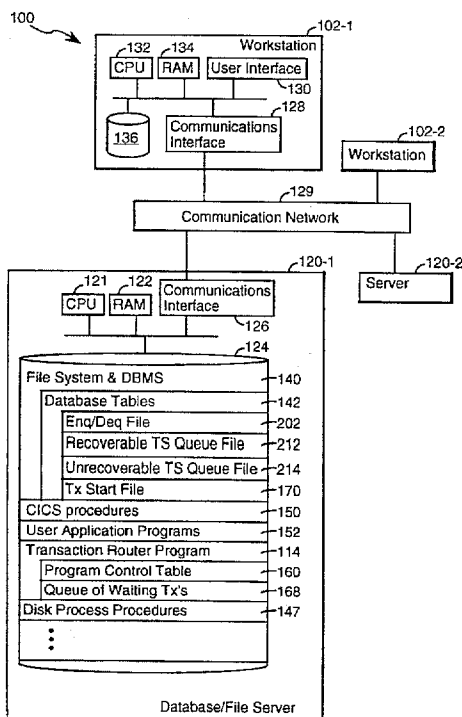 100
102-1
Workstation
132
134
CPU
RAM
User Interface
130
128
136
Communications
Interface
102-2
Workstation
129
Communication Network
120-1
120-2
Server
121
122
CPU
RAM
Communications
Interface
126
124
File System & DBMS
140
Database Tables
142
Enq/Deq File
202
Recoverable TS Queue File
212
Unrecoverable TS Queue File
214
Tx Start File
170
CICS procedures
150
User Application Programs
152
Transaction Router Program
114
Program Control Table
160
Queue of Waiting Tx's
168
Disk Process Procedures
147
Database/File Server